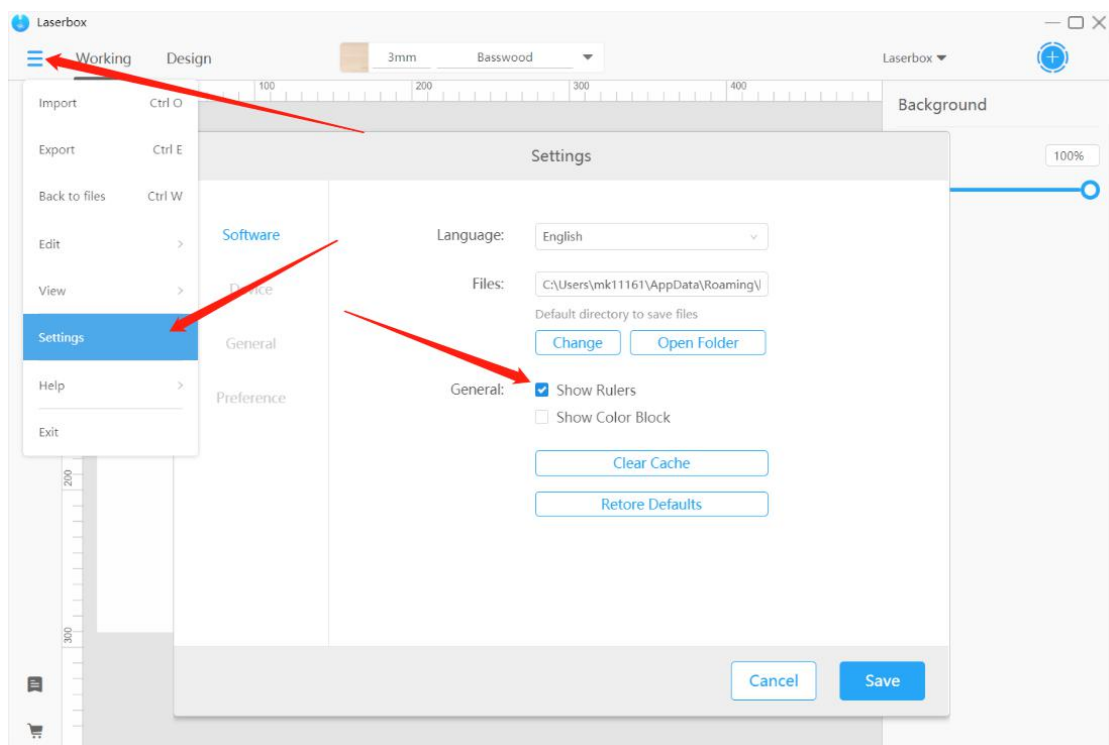 Laserbox
Working Design 3mm Basswood Laserbox
100 200 300 400
Import Ctrl O
Export Ctrl E
Back to files Ctrl W
Edit
View
Settings
Help
Exit
Background
100%
Settings
Software
Device
General
Preference
Language: English
Files: C:\Users\mk11161\AppData\Roaming\
Default directory to save files
Change Open Folder
General: Show Rulers
Show Color Block
Clear Cache
Retore Defaults
Cancel Save
200
300